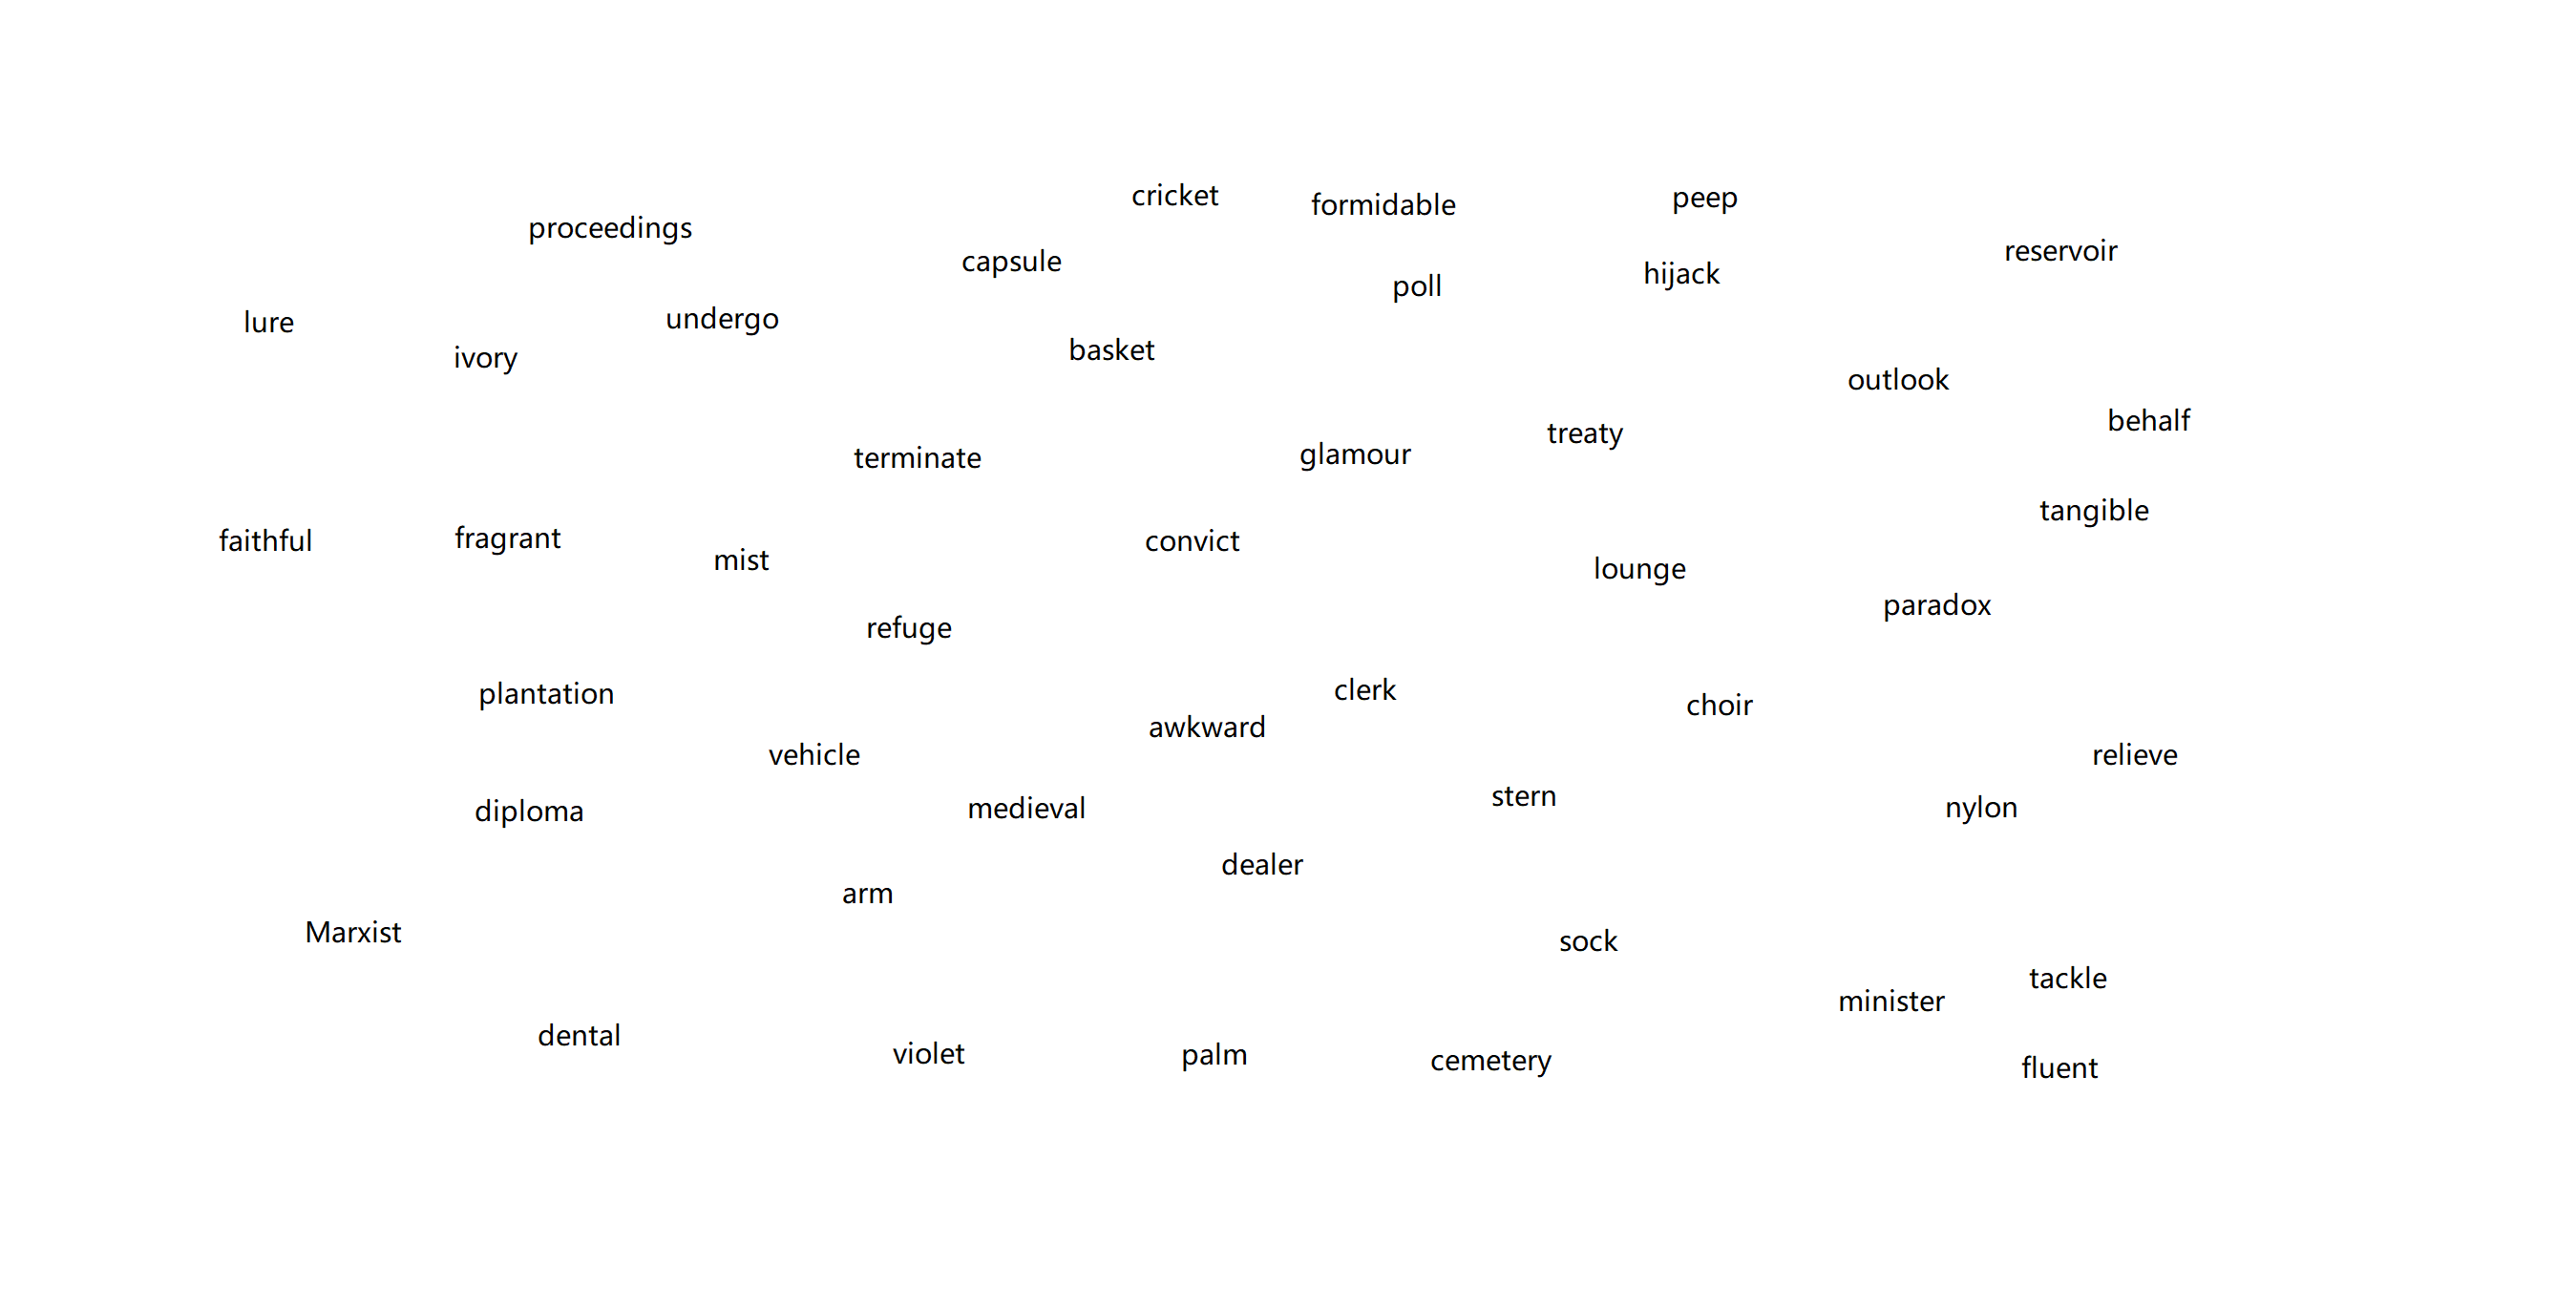 cricket
formidable
peep
proceedings
reservoir
capsule
hijack
poll
undergo
lure
basket
ivory
outlook
behalf
treaty
glamour
terminate
tangible
fragrant
faithful
convict
mist
lounge
paradox
refuge
clerk
plantation
choir
awkward
vehicle
relieve
stern
nylon
medieval
diploma
dealer
arm
Marxist
sock
tackle
minister
dental
violet
palm
cemetery
fluent